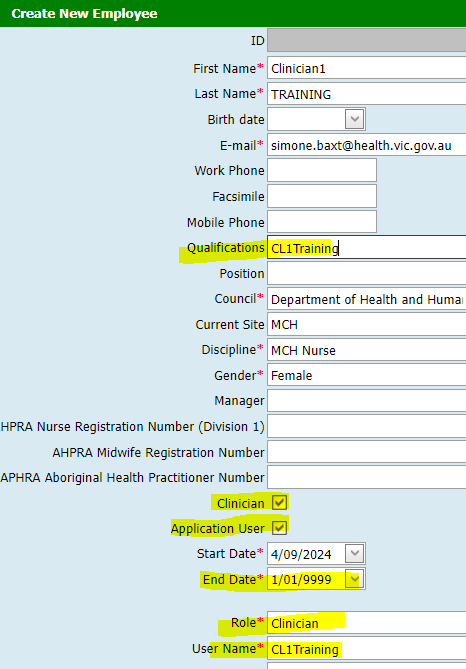 Create New Employee
ID
First Name* Clinician1
Last Name* TRAINING
Birth date
E-mail* simone.baxt@health.vic.gov.au
Work Phone
Facsimile
Mobile Phone
Qualifications CL1Training
Position
Council* Department of Health and Human
Current Site MCH
Discipline* MCH Nurse
Gender* Female
Manager
HPRA Nurse Registration Number (Division 1)
AHPRA Midwife Registration Number
APHRA Aboriginal Health Practitioner Number
Clinician
Application User
Start Date* 4/09/2024
End Date* 1/01/9999
Role* Clinician
User Name* CL1Training